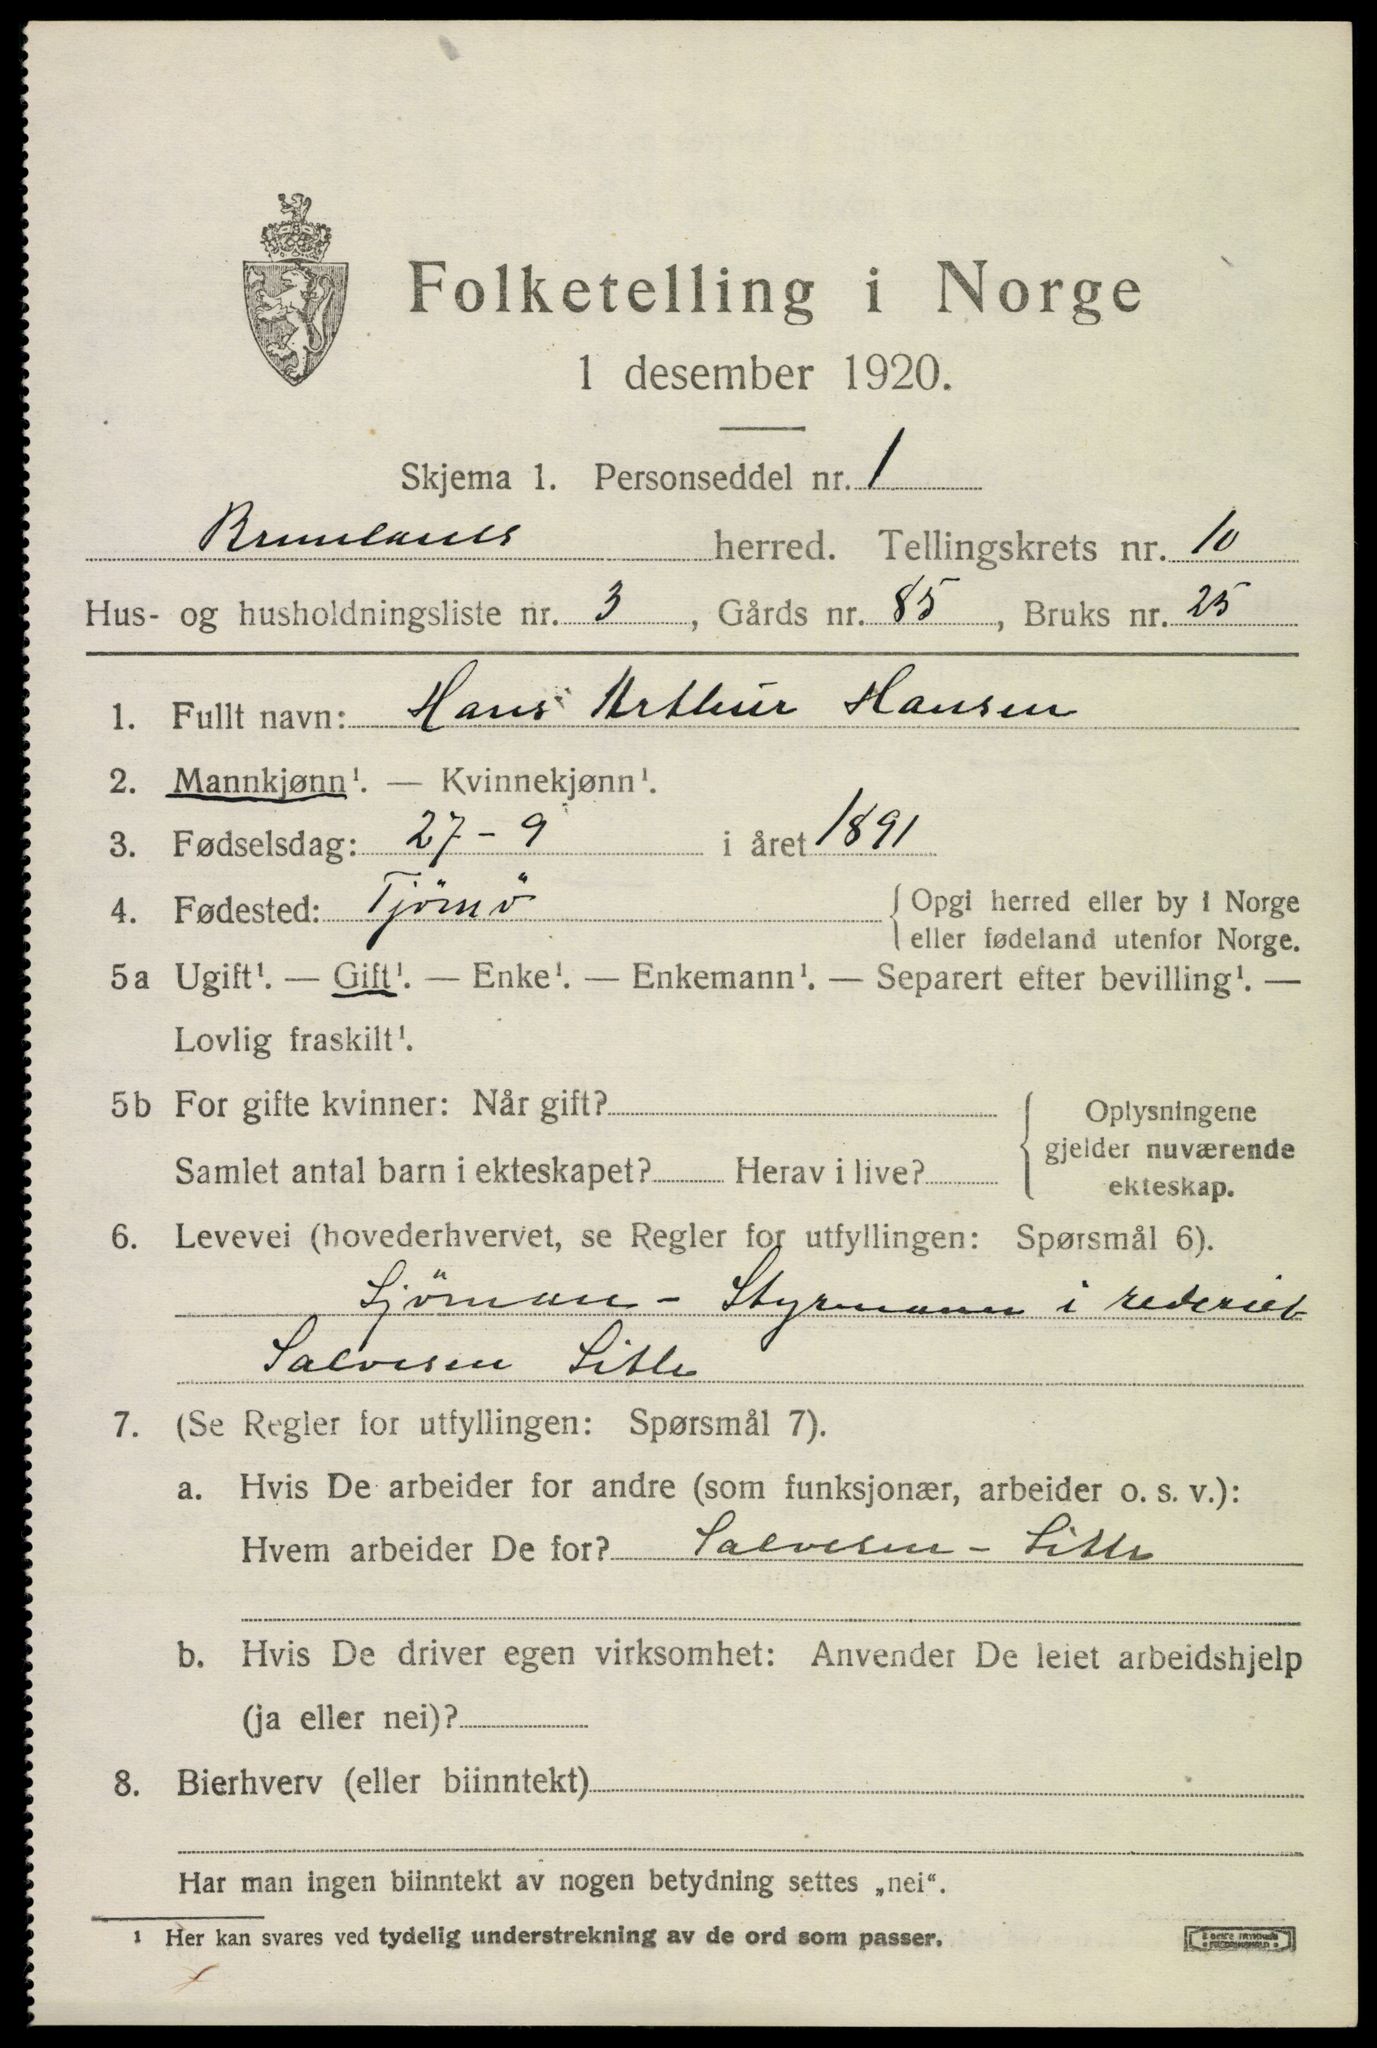 Folketelling i Norge
1 desember 1920.
Skjema 1. Personseddel nr. 1
Brunlanes herred. Tellingskrets nr. 10
Hus- og husholdningsliste nr. 3, Gårds nr. 85, Bruks nr. 25
1. Fullt navn: Hans Arthur Hansen
2. Mannkjønn¹. — Kvinnekjønn¹.
3. Fødselsdag: 27 - 9 i året 1891
4. Fødested: Tjömö { Opgi herred eller by i Norge
eller fødeland utenfor Norge.
5a Ugift¹. — Gift¹. — Enke¹. — Enkemann¹. — Separert efter bevilling¹. —
Lovlig fraskilt¹.
5b For gifte kvinner: Når gift? { Oplysningene
gjelder nuværende
Samlet antal barn i ekteskapet? Herav i live?
ekteskap.
6. Levevei (hovederhvervet, se Regler for utfyllingen: Spørsmål 6).
Sjöman - Styrmann i rederiet
Salvesen Lith
7. (Se Regler for utfyllingen: Spørsmål 7).
a. Hvis De arbeider for andre (som funksjonær, arbeider o. s. v.):
Hvem arbeider De for? Salvesen - Lith
b. Hvis De driver egen virksomhet: Anvender De leiet arbeidshjelp
(ja eller nei)?
8. Bierhverv (eller biinntekt)
Har man ingen biinntekt av nogen betydning settes „nei“.
¹ Her kan svares ved tydelig understrekning av de ord som passer.